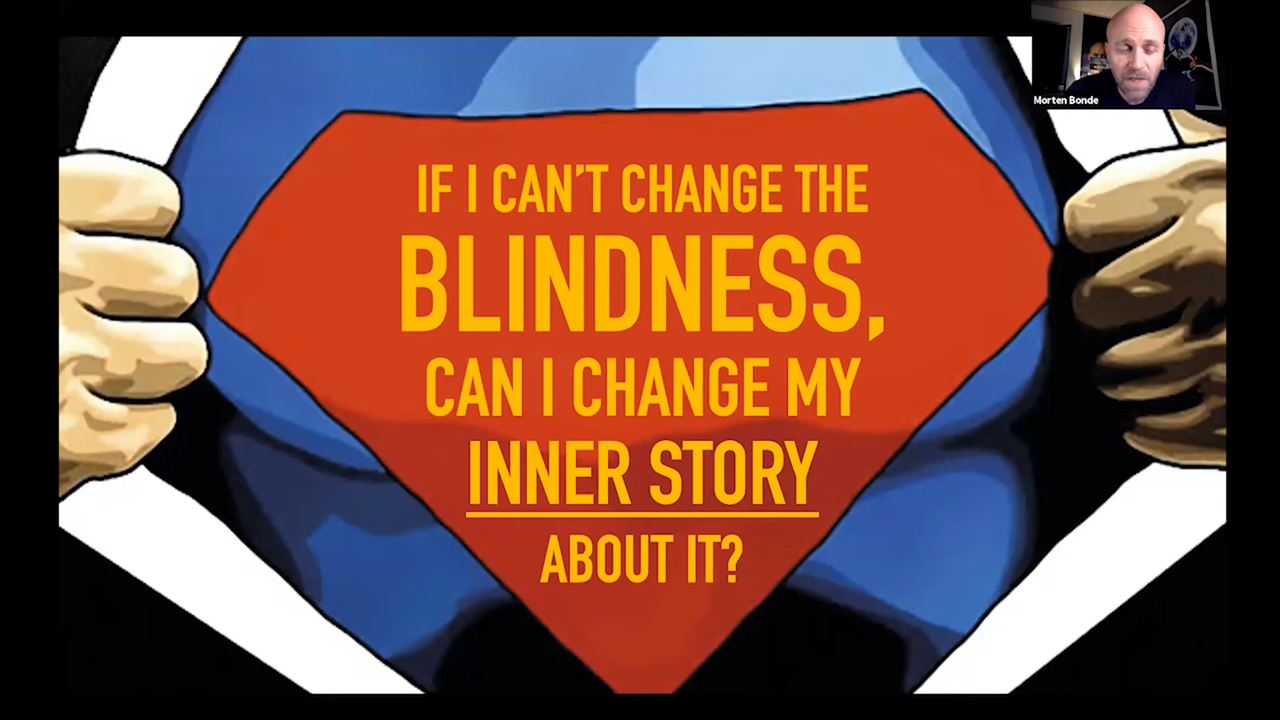 IF I CAN'T CHANGE THE
BLINDNESS,
CAN I CHANGE MY
INNER STORY
ABOUT IT?
Morten Bonde